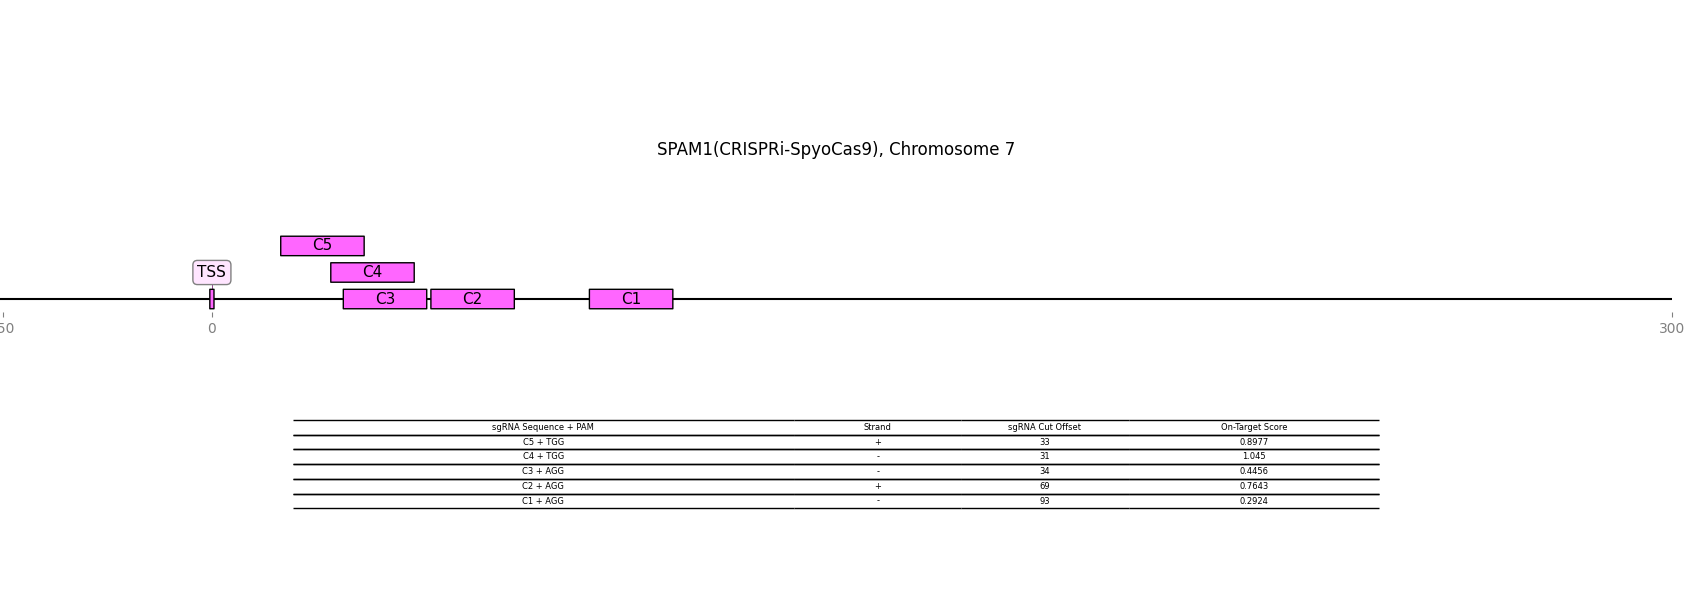 SPAM1(CRISPRi-SpyoCas9), Chromosome 7
C5
TSS C4
C3 C2 C1
50 0 300
sgRNA Sequence + PAM Strand sgRNA Cut Offset On-Target Score
C5 + TGG + 33 0.8977
C4 + TGG - 31 1.045
C3 + AGG - 34 0.4456
C2 + AGG + 69 0.7643
C1 + AGG - 93 0.2924